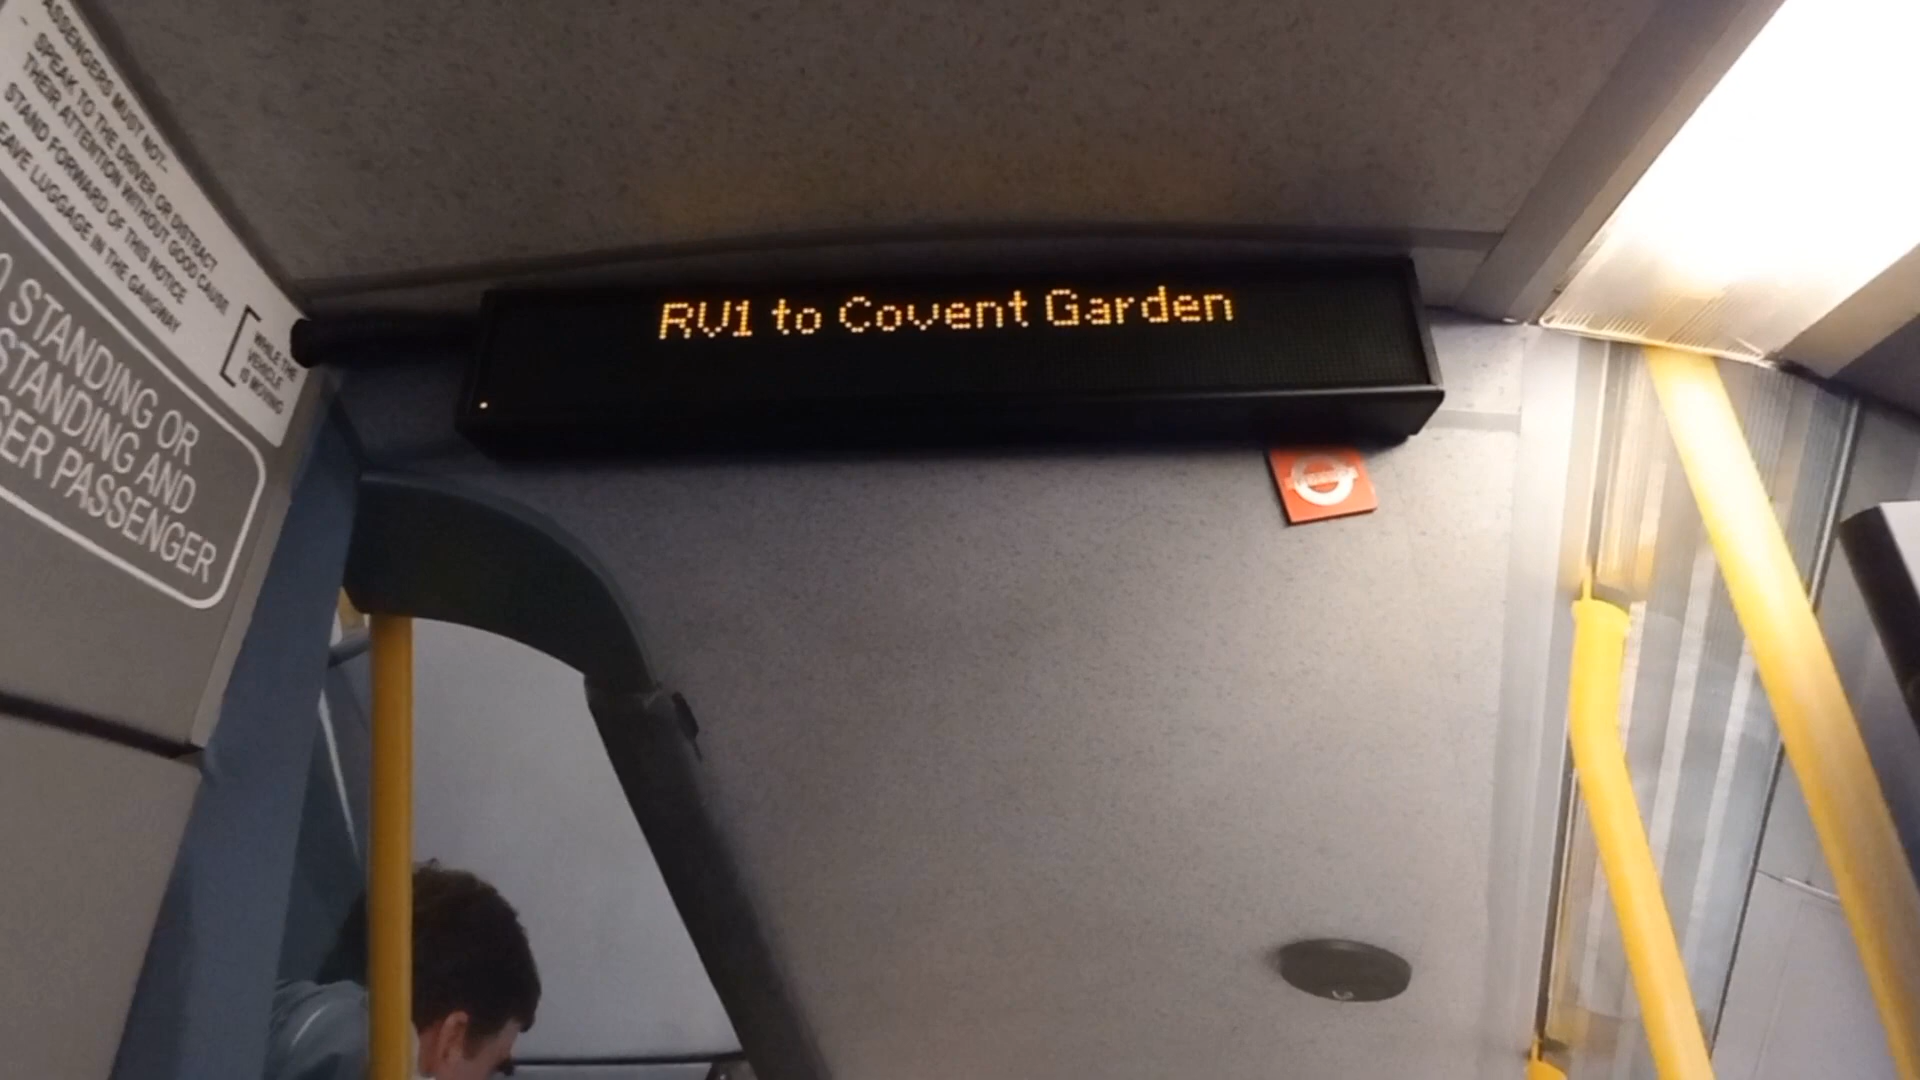 PASSENGERS MUST NOT...
SPEAK TO THE DRIVER OR DISTRACT
THEIR ATTENTION WITHOUT GOOD CAUSE
STAND FORWARD OF THIS NOTICE
LEAVE LUGGAGE IN THE GANGWAY
WHILE THE
VEHICLE
IS MOVING
STANDING OR
STANDING AND
PASSENGER
RV1 to Covent Garden